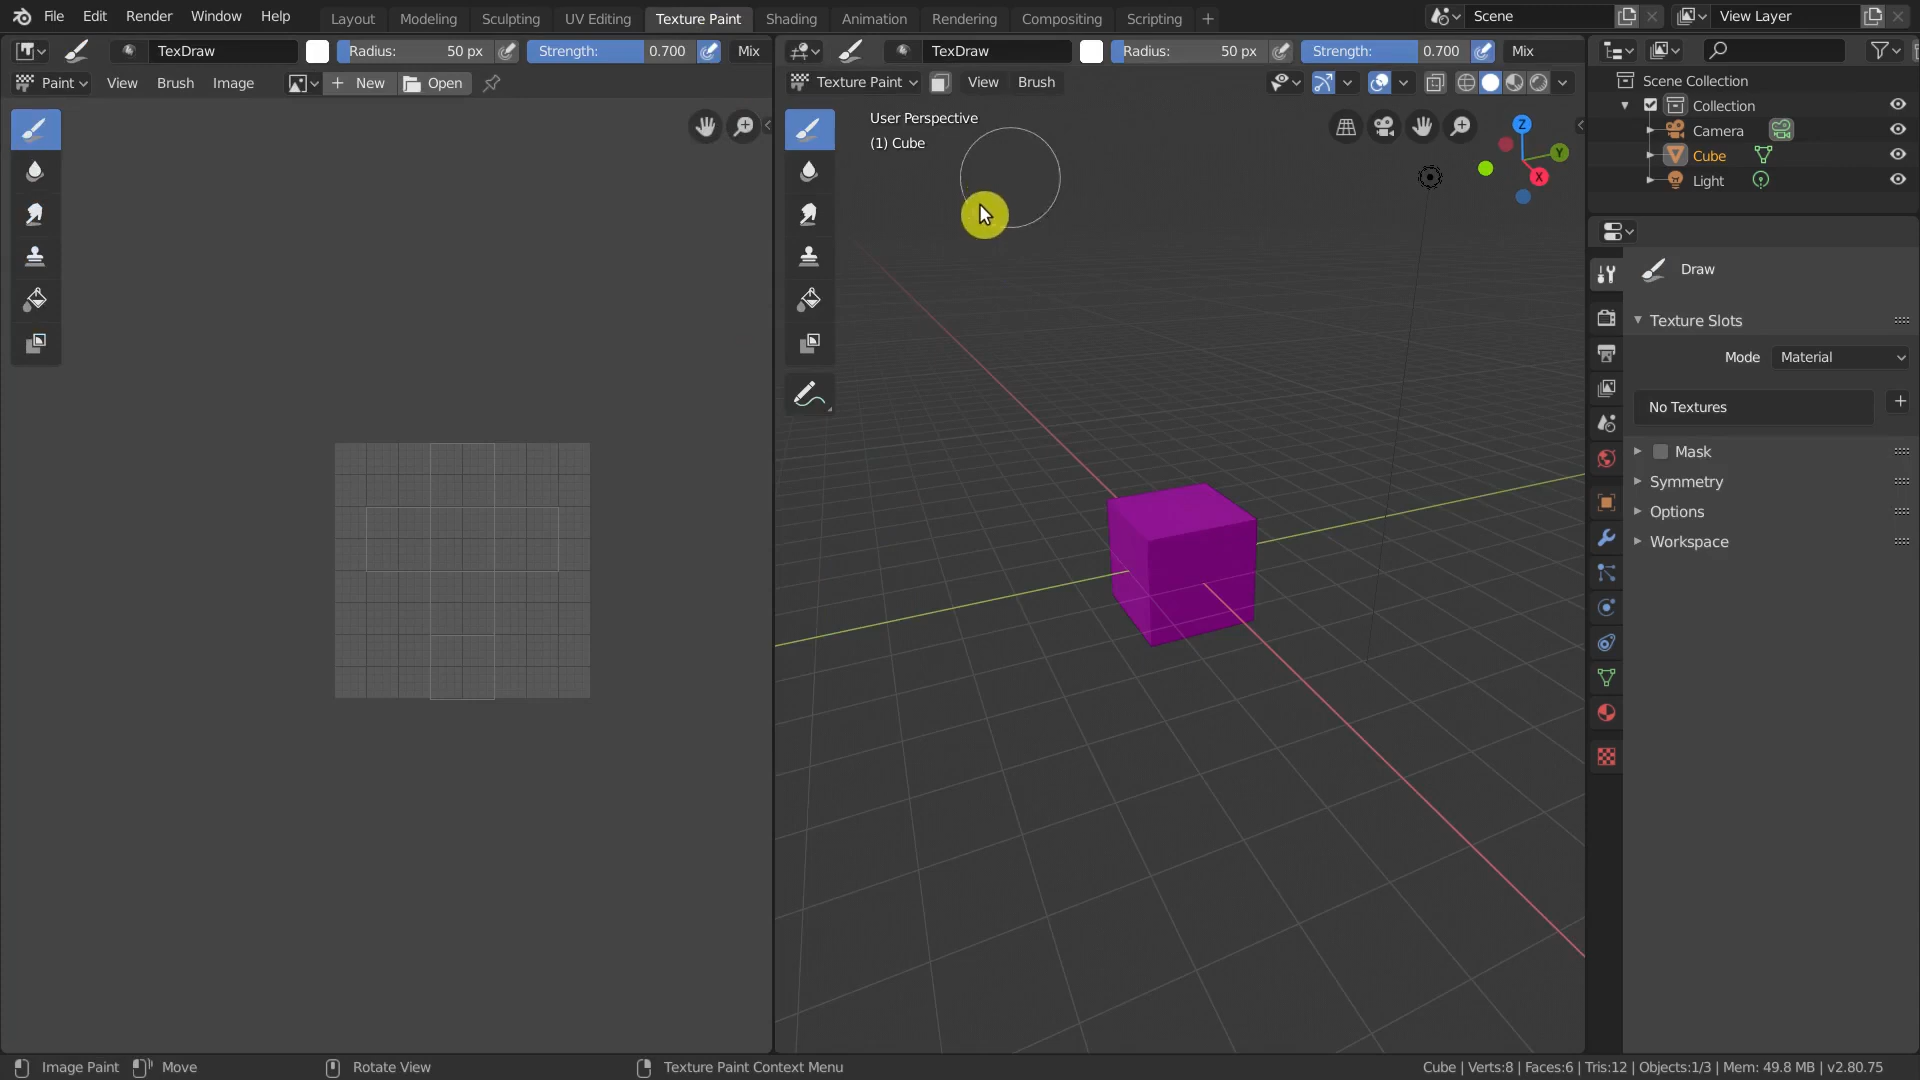 File Edit Render Window Help Layout Modeling Sculpting UV Editing Texture Paint Shading Animation Rendering Compositing Scripting + Scene View Layer
TexDraw Radius: 50 px Strength: 0.700 Mix TexDraw Radius: 50 px Strength: 0.700 Mix
Paint View Brush Image + New Open Texture Paint View Brush
Scene Collection
Collection
Camera
Cube
Light
User Perspective
(1) Cube
Z
Y
X
Draw
Texture Slots
Mode Material
No Textures +
Mask
Symmetry
Options
Workspace
Image Paint Move Rotate View Texture Paint Context Menu Cube | Verts:8 | Faces:6 | Tris:12 | Objects:1/3 | Mem: 49.8 MB | v2.80.75